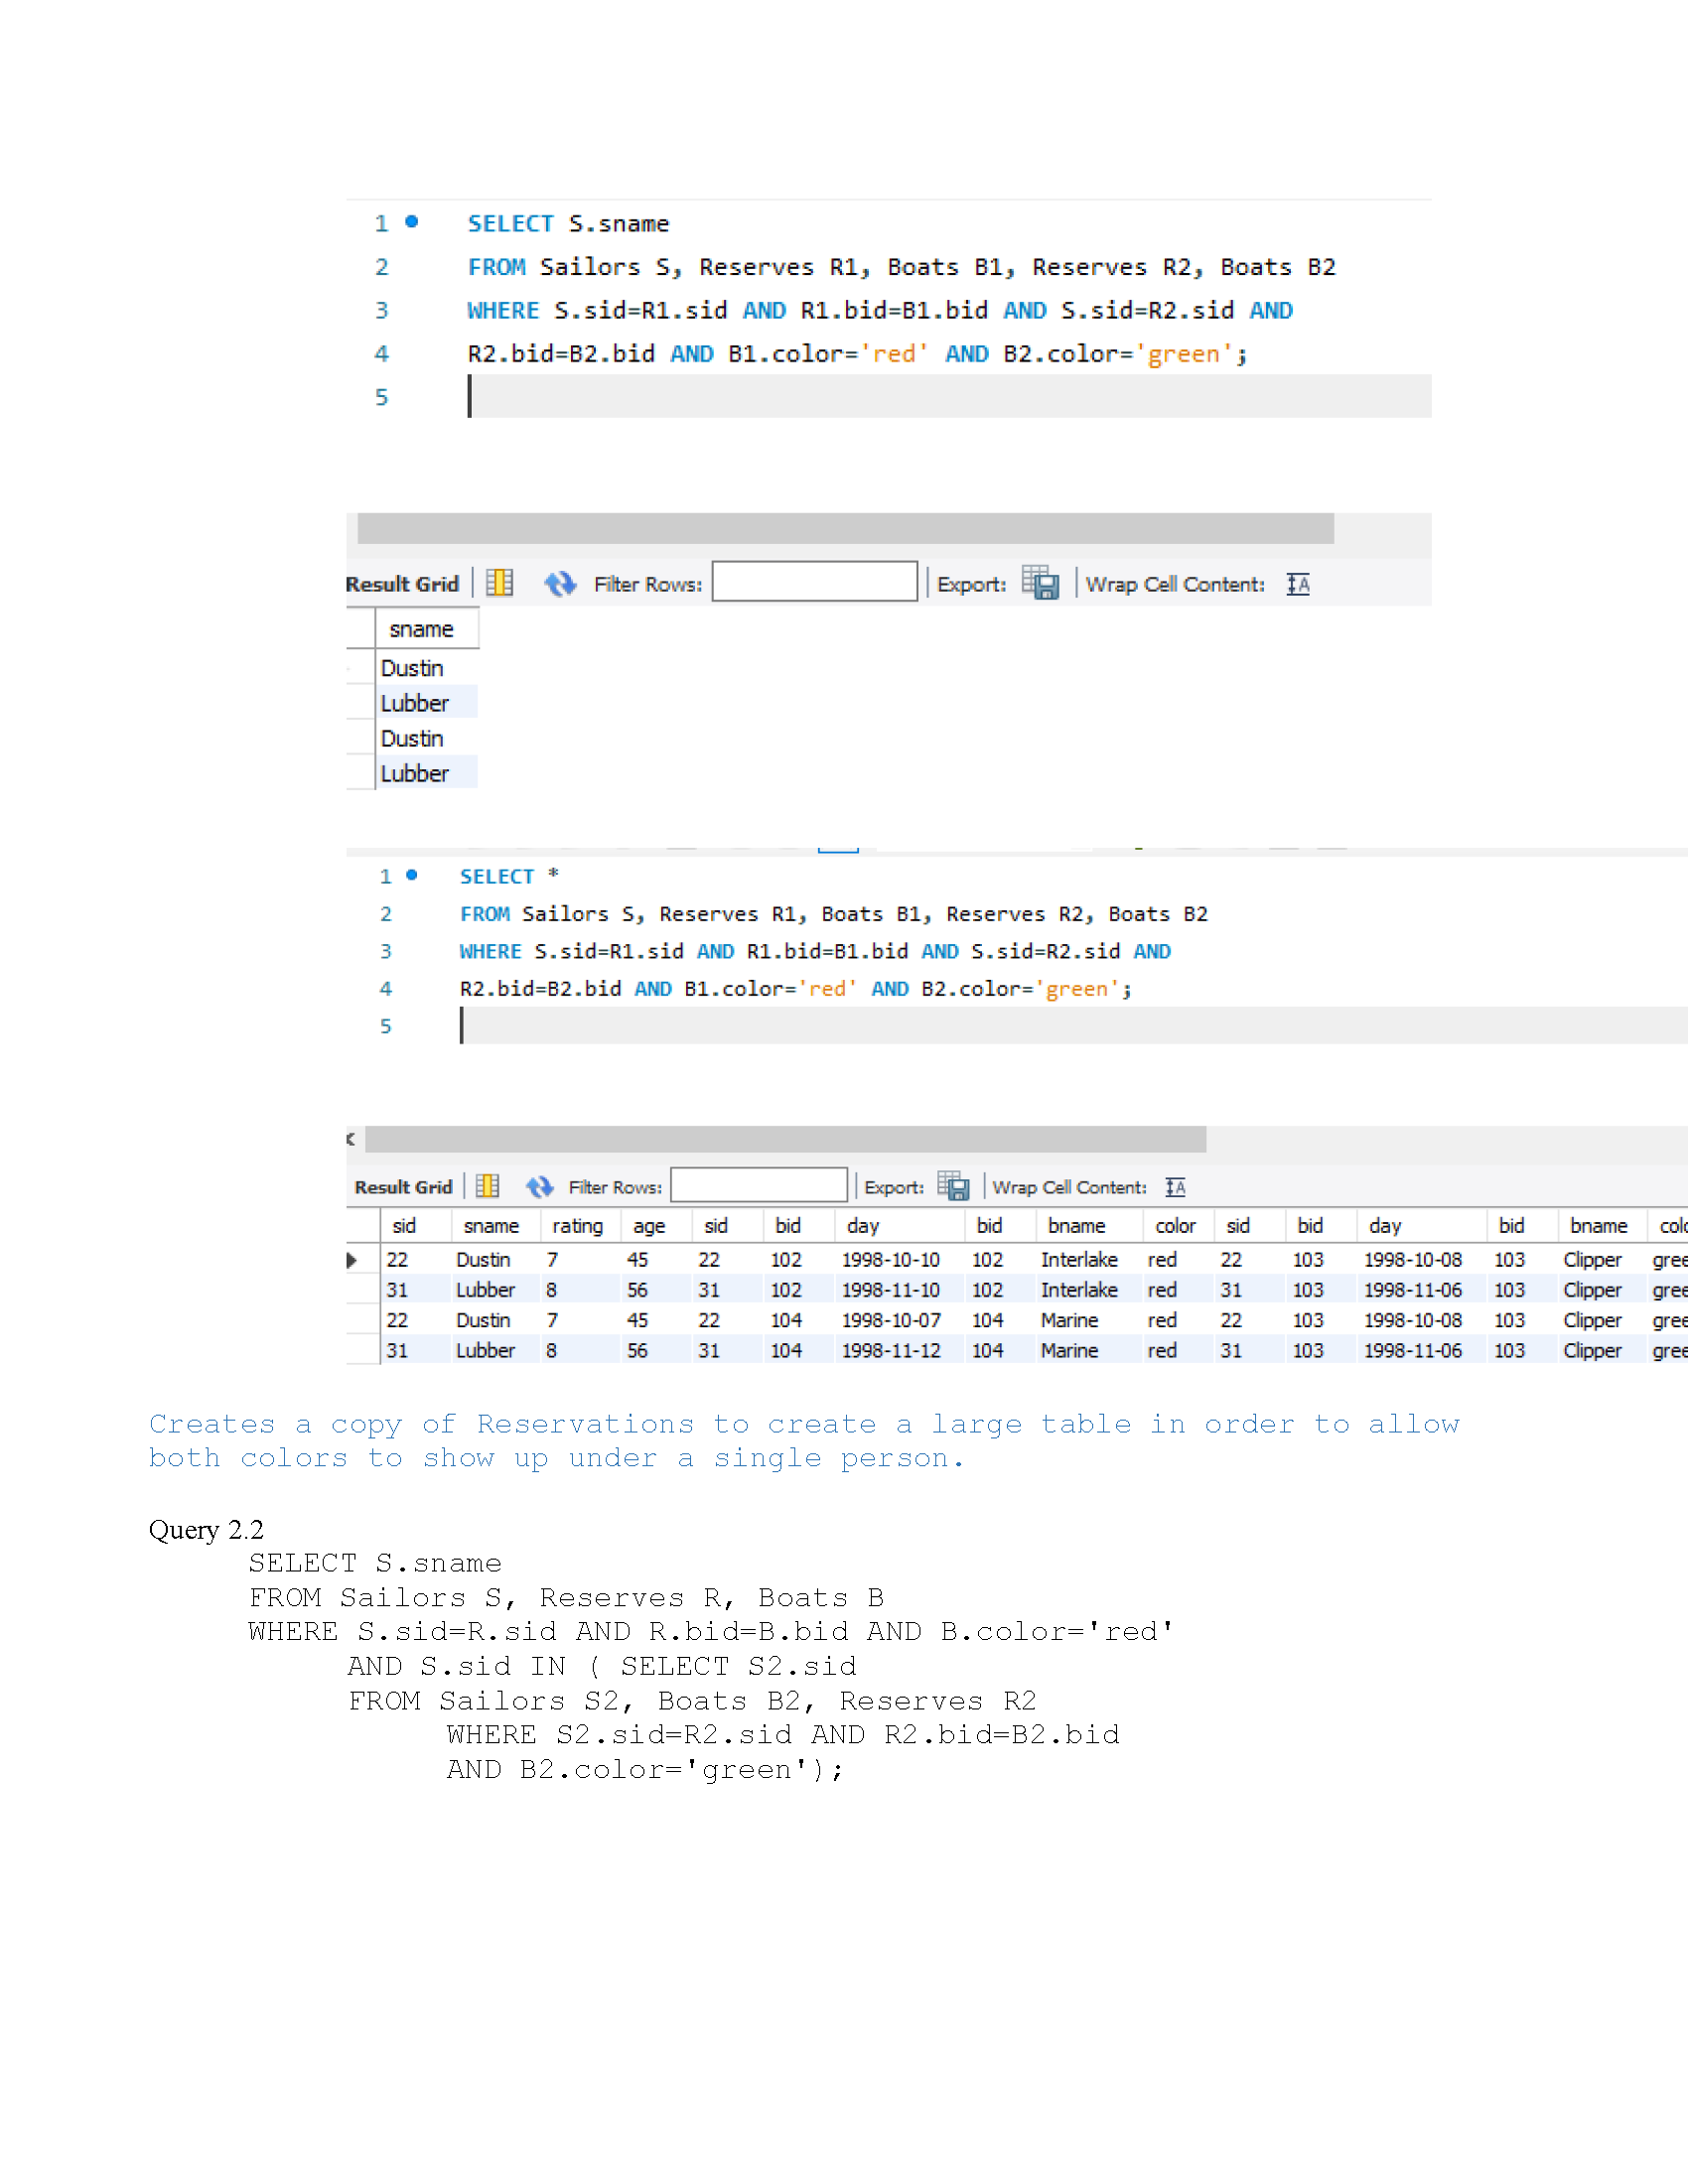 1 SELECT S.sname
2 FROM Sailors S, Reserves R1, Boats B1, Reserves R2, Boats B2
3 WHERE S.sid=R1.sid AND R1.bid=B1.bid AND S.sid=R2.sid AND
4 R2.bid=B2.bid AND B1.color='red' AND B2.color='green';
5
Result Grid Filter Rows: Export: Wrap Cell Content: IA
sname
Dustin
Lubber
Dustin
Lubber
1 SELECT *
2 FROM Sailors S, Reserves R1, Boats B1, Reserves R2, Boats B2
3 WHERE S.sid=R1.sid AND R1.bid=B1.bid AND S.sid=R2.sid AND
4 R2.bid=B2.bid AND B1.color='red' AND B2.color='green';
5
Result Grid Filter Rows: Export: Wrap Cell Content: IA
sid sname rating age sid bid day bid bname color sid bid day bid bname colo
22 Dustin 7 45 22 102 1998-10-10 102 Interlake red 22 103 1998-10-08 103 Clipper gree
31 Lubber 8 56 31 102 1998-11-10 102 Interlake red 31 103 1998-11-06 103 Clipper gree
22 Dustin 7 45 22 104 1998-10-07 104 Marine red 22 103 1998-10-08 103 Clipper gree
31 Lubber 8 56 31 104 1998-11-12 104 Marine red 31 103 1998-11-06 103 Clipper gree
Creates a copy of Reservations to create a large table in order to allow
both colors to show up under a single person.
Query 2.2
SELECT S.sname
FROM Sailors S, Reserves R, Boats B
WHERE S.sid=R.sid AND R.bid=B.bid AND B.color='red'
AND S.sid IN ( SELECT S2.sid
FROM Sailors S2, Boats B2, Reserves R2
WHERE S2.sid=R2.sid AND R2.bid=B2.bid
AND B2.color='green');